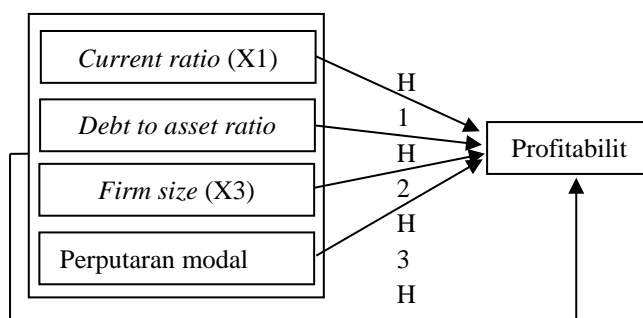 Current ratio (X1)
Debt to asset ratio
Firm size (X3)
Perputaran modal
H
1
H
2
H
3
H
Profitabilit